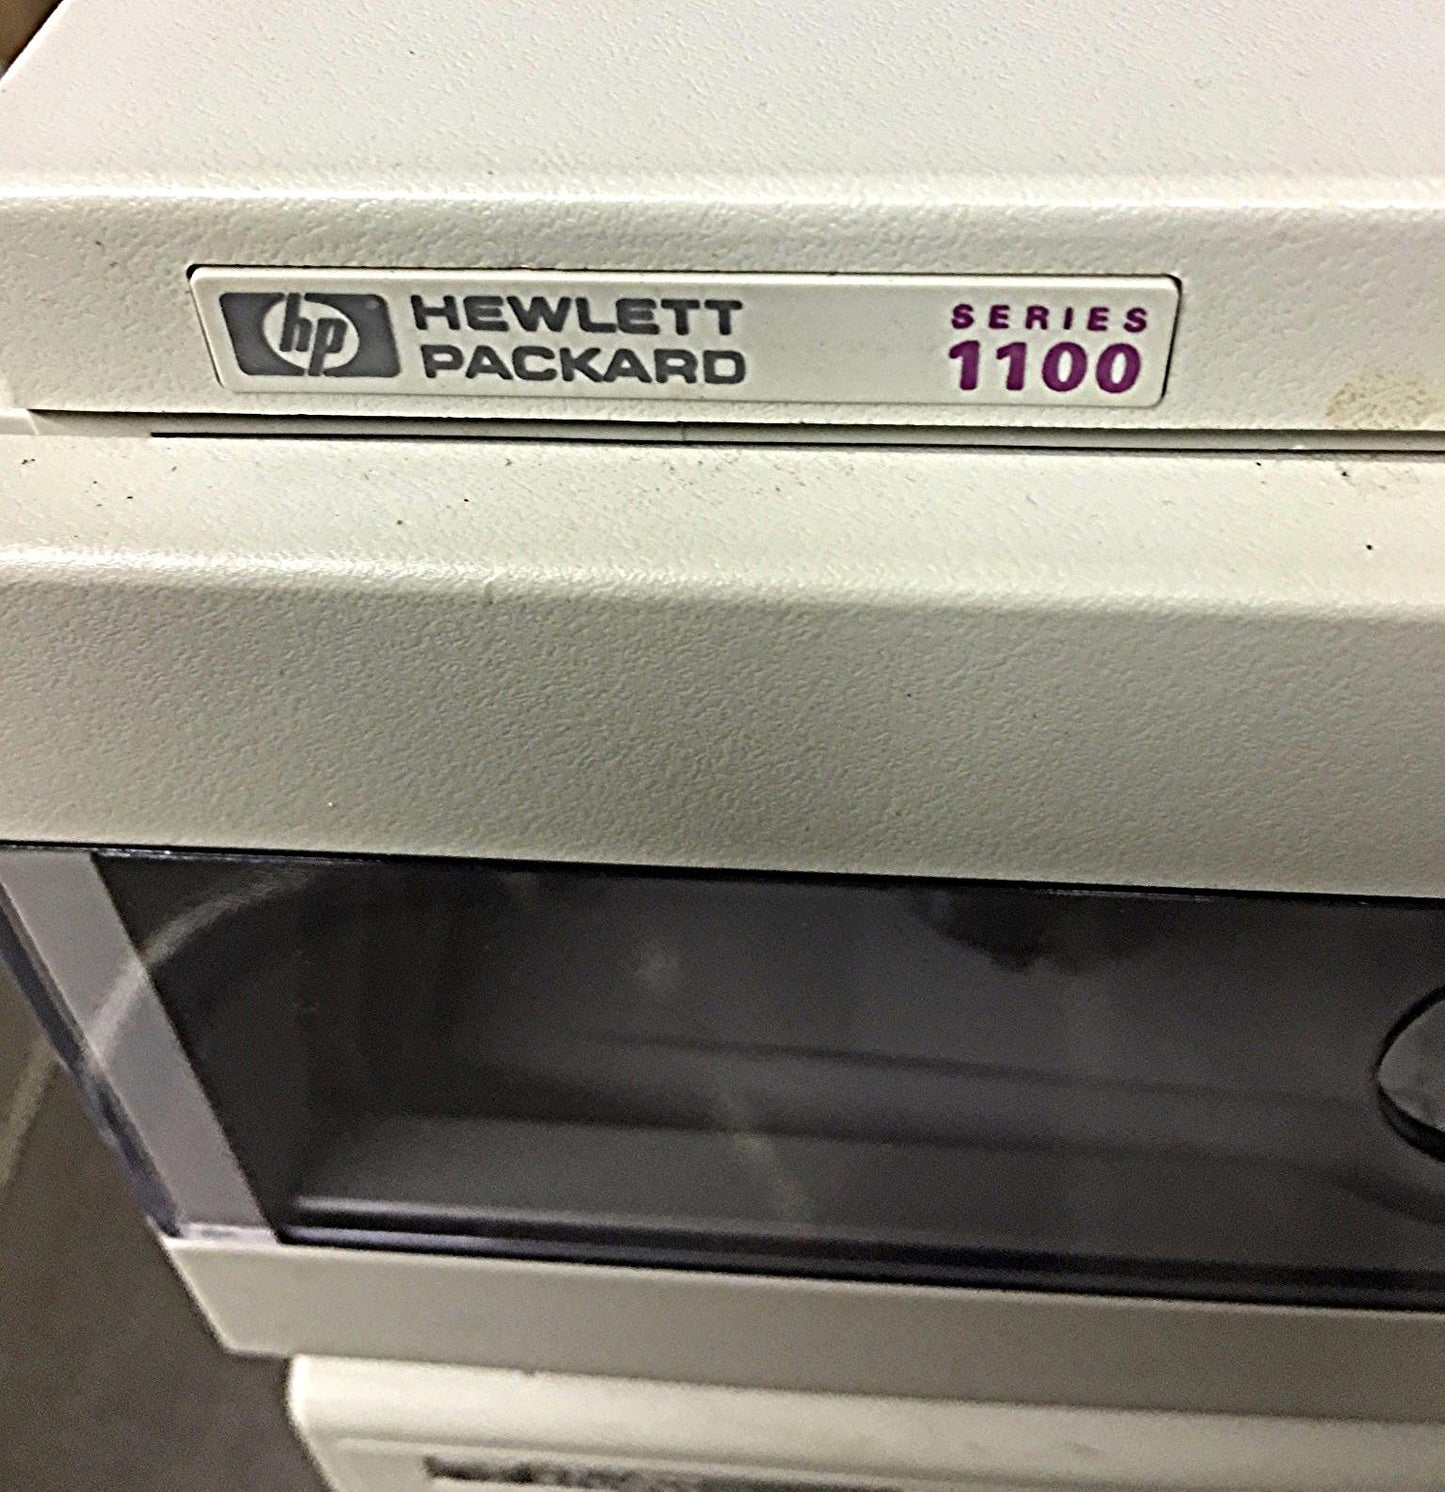 hp HEWLETT
PACKARD
SERIES
1100